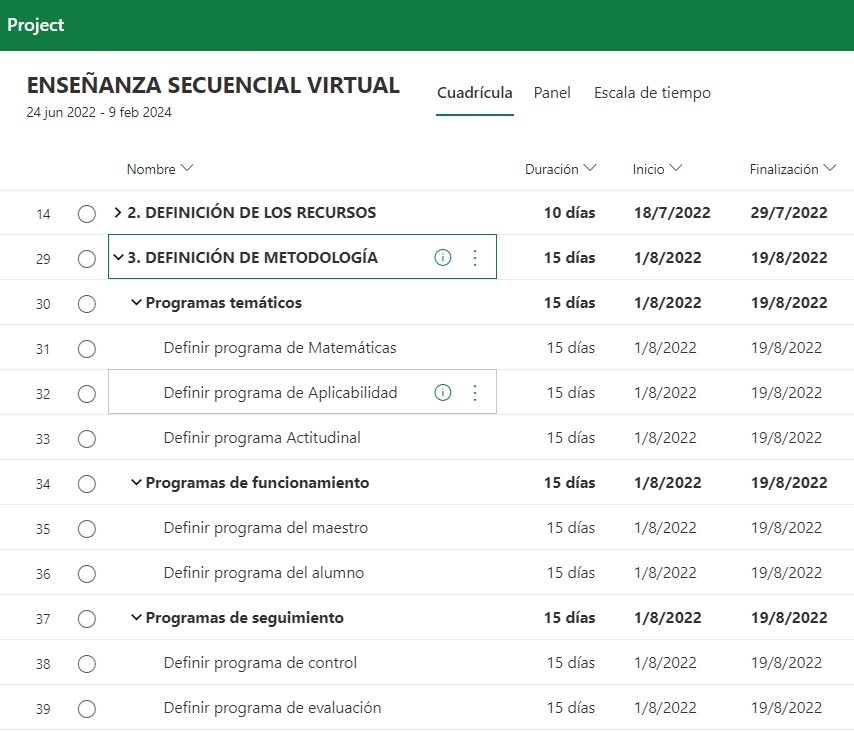 Project
ENSEÑANZA SECUENCIAL VIRTUAL
24 jun 2022 - 9 feb 2024
Cuadrícula Panel Escala de tiempo
Nombre Duración Inicio Finalización
14 2. DEFINICIÓN DE LOS RECURSOS 10 días 18/7/2022 29/7/2022
29 3. DEFINICIÓN DE METODOLOGÍA 15 días 1/8/2022 19/8/2022
30 Programas temáticos 15 días 1/8/2022 19/8/2022
31 Definir programa de Matemáticas 15 días 1/8/2022 19/8/2022
32 Definir programa de Aplicabilidad 15 días 1/8/2022 19/8/2022
33 Definir programa Actitudinal 15 días 1/8/2022 19/8/2022
34 Programas de funcionamiento 15 días 1/8/2022 19/8/2022
35 Definir programa del maestro 15 días 1/8/2022 19/8/2022
36 Definir programa del alumno 15 días 1/8/2022 19/8/2022
37 Programas de seguimiento 15 días 1/8/2022 19/8/2022
38 Definir programa de control 15 días 1/8/2022 19/8/2022
39 Definir programa de evaluación 15 días 1/8/2022 19/8/2022